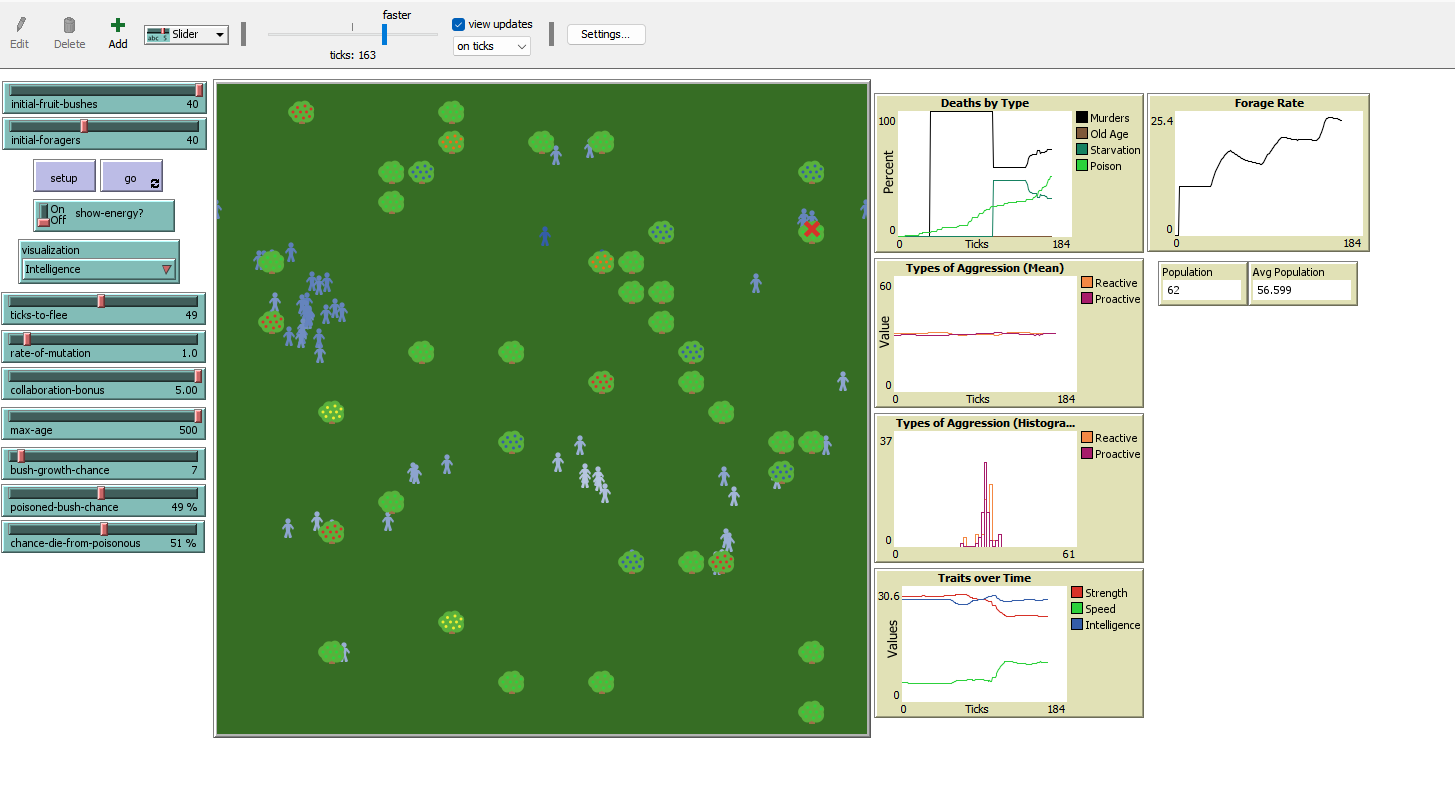 faster
Edit
Delete
Add
abc 5
Slider
view updates
on ticks
Settings...
ticks: 163
initial-fruit-bushes 40
initial-foragers 40
setup
go
On
Off
show-energy?
visualization
Intelligence
ticks-to-flee 49
rate-of-mutation 1.0
collaboration-bonus 5.00
max-age 500
bush-growth-chance 7
poisoned-bush-chance 49 %
chance-die-from-poisonous 51 %
Deaths by Type
100
Percent
0
0 Ticks 184
Murders
Old Age
Starvation
Poison
Forage Rate
25.4
0
0 184
Types of Aggression (Mean)
60
Value
0
0 Ticks 184
Reactive
Proactive
Population
62
Avg Population
56.599
Types of Aggression (Histogra...
37
0
0 61
Reactive
Proactive
Traits over Time
30.6
Values
0
0 Ticks 184
Strength
Speed
Intelligence